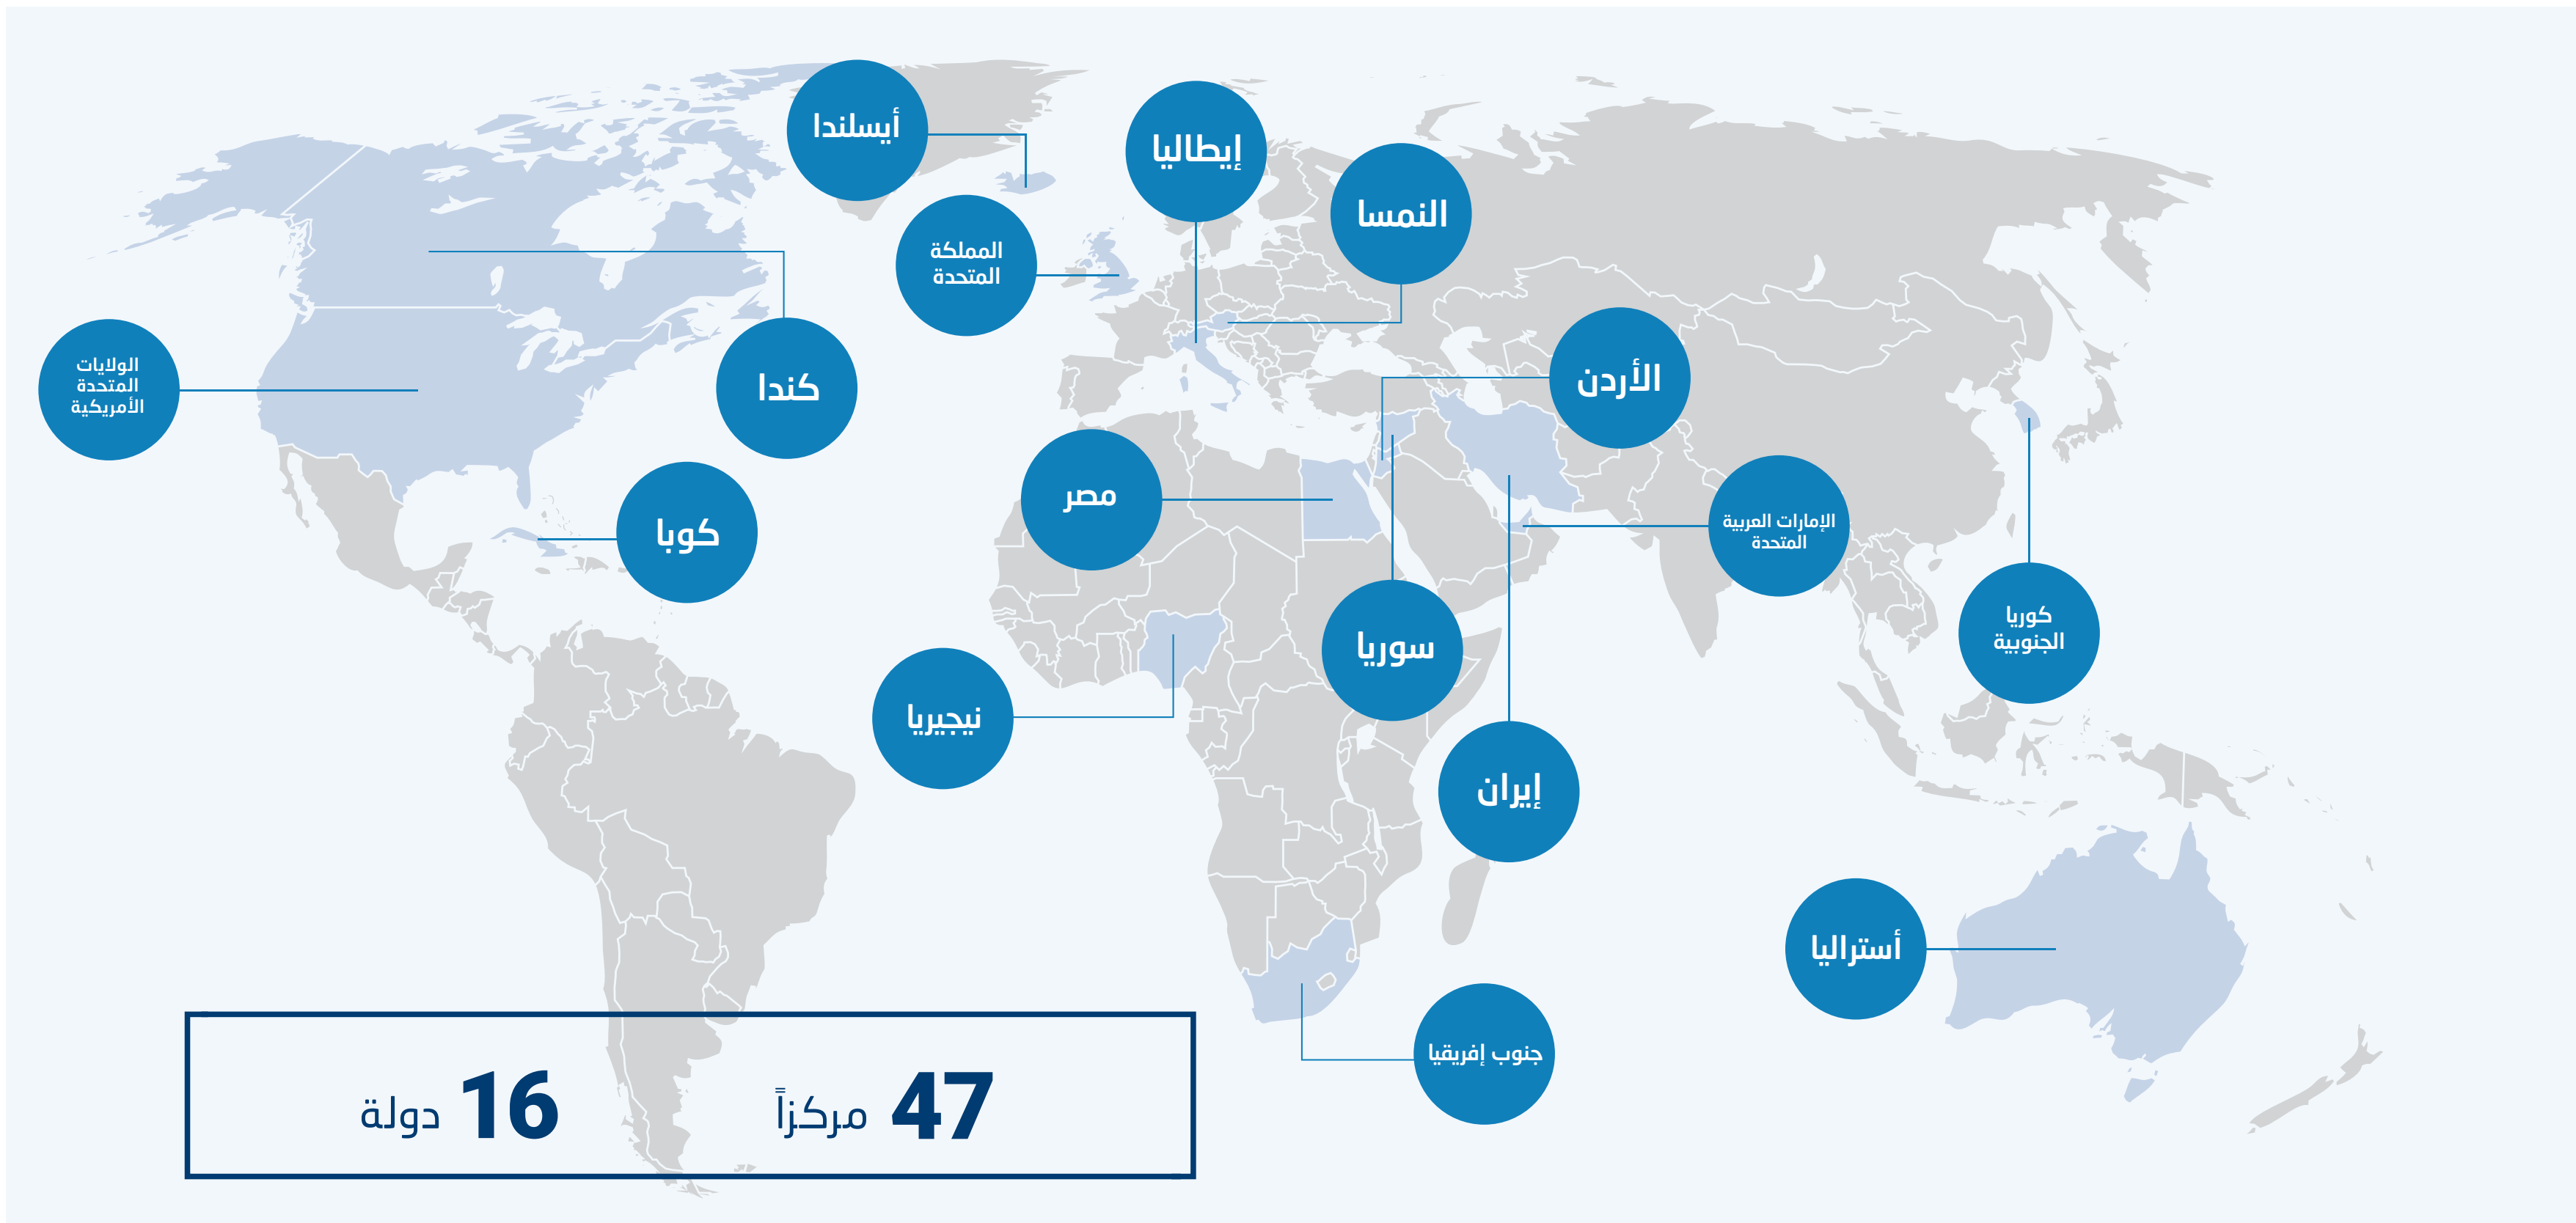 أيسلندا
إيطاليا
النمسا
المملكة
المتحدة
الولايات
المتحدة
الأمريكية
كندا
الأردن
مصر
كوبا
الإمارات العربية
المتحدة
كوريا
الجنوبية
سوريا
نيجيريا
إيران
أستراليا
جنوب إفريقيا
47 مركزاً
16 دولة